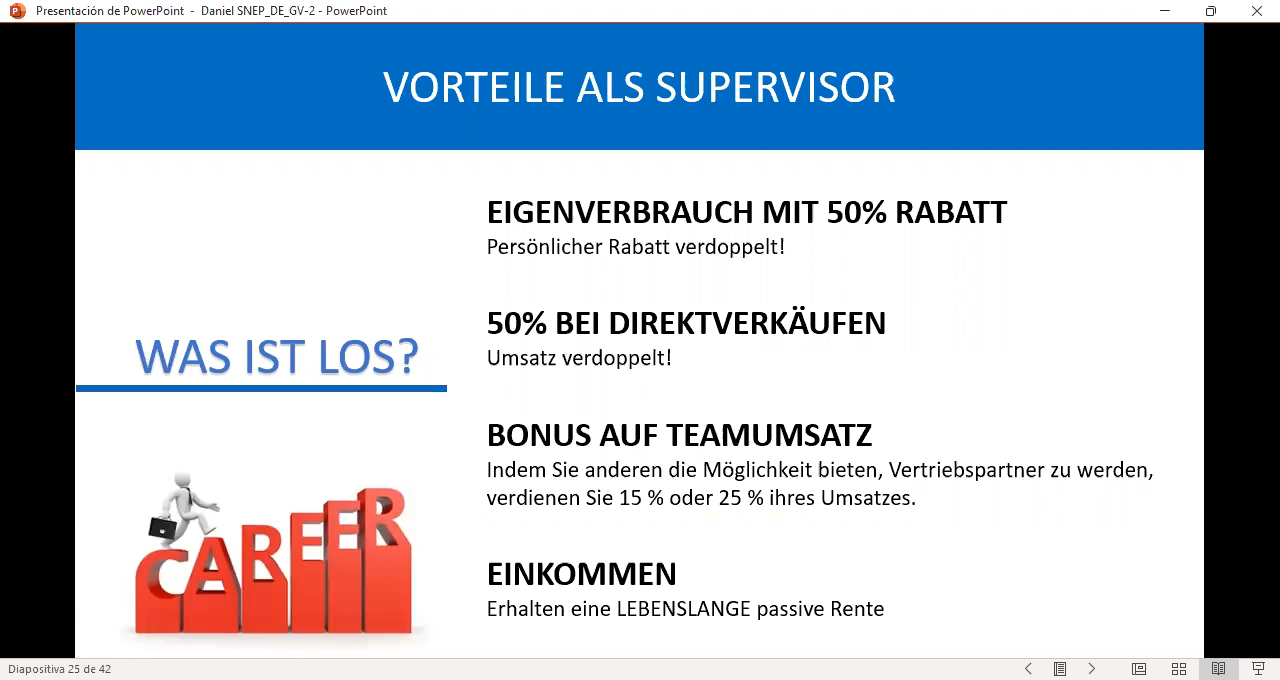 Presentación de PowerPoint - Daniel SNEP_DE_GV-2 - PowerPoint
VORTEILE ALS SUPERVISOR
WAS IST LOS?
CAREER
EIGENVERBRAUCH MIT 50% RABATT
Persönlicher Rabatt verdoppelt!
50% BEI DIREKTVERKÄUFEN
Umsatz verdoppelt!
BONUS AUF TEAMUMSATZ
Indem Sie anderen die Möglichkeit bieten, Vertriebspartner zu werden,
verdienen Sie 15 % oder 25 % ihres Umsatzes.
EINKOMMEN
Erhalten eine LEBENSLANGE passive Rente
Diapositiva 25 de 42